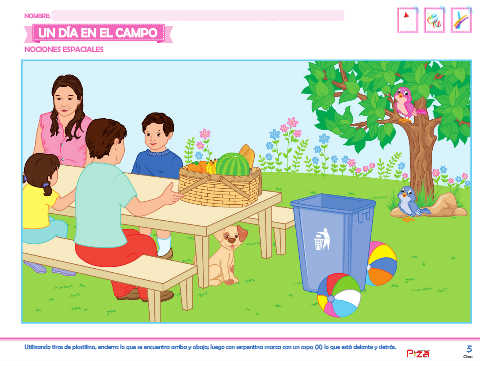 NOMBRE:
UN DÍA EN EL CAMPO
NOCIONES ESPACIALES
Utilizando tiras de plastilina, encierra lo que se encuentra arriba y abajo; luego con serpentina marca con un aspa (X) lo que está delante y detrás.
5